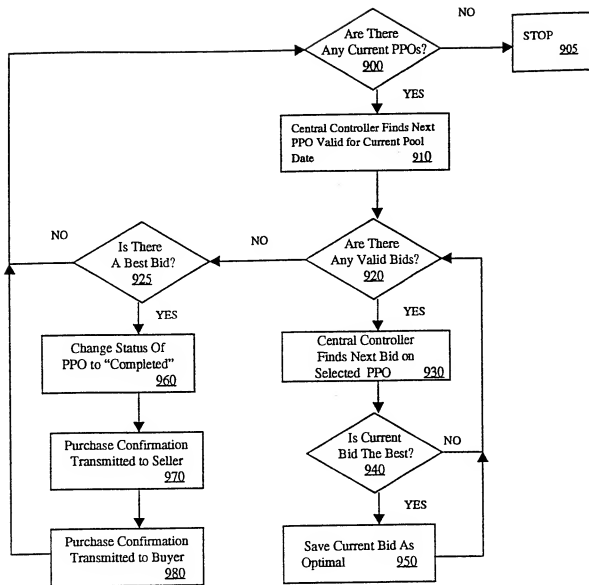 Are There
Any Current PPOs?
900
NO
STOP
905
YES
Central Controller Finds Next
PPO Valid for Current Pool
Date
910
NO
Is There
A Best Bid?
925
NO
Are There
Any Valid Bids?
920
YES
YES
Change Status Of
PPO to “Completed”
960
Central Controller
Finds Next Bid on
Selected PPO 930
Purchase Confirmation
Transmitted to Seller
970
Is Current
Bid The Best?
940
NO
YES
Purchase Confirmation
Transmitted to Buyer
980
Save Current Bid As
Optimal 950